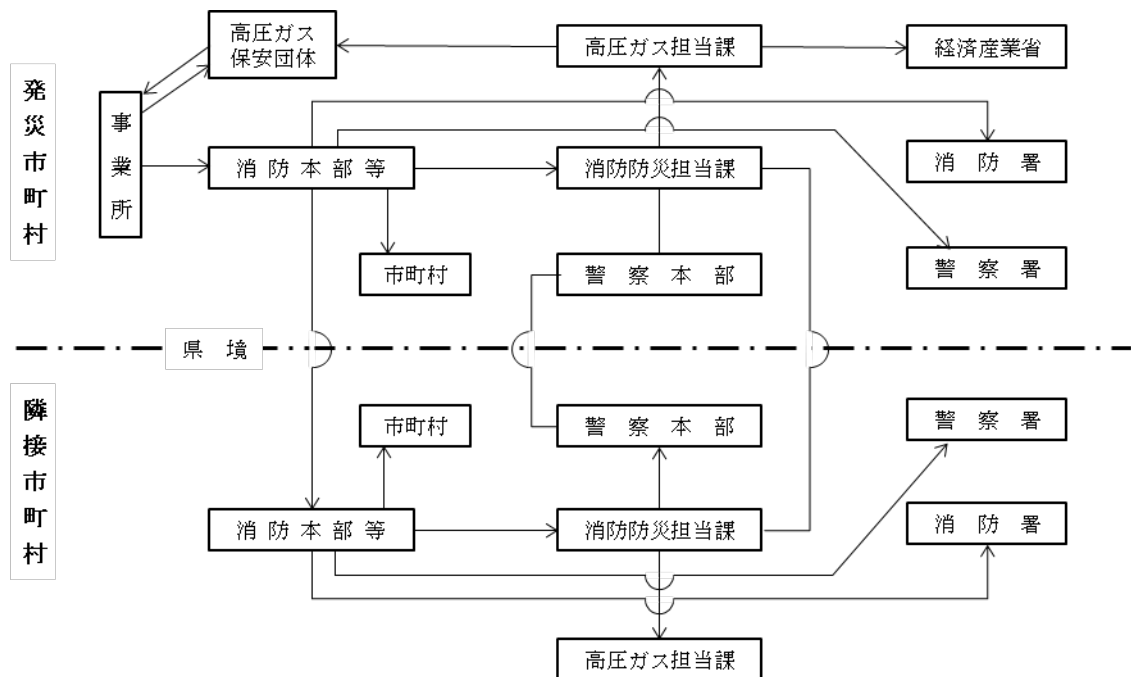 高圧ガス
保安団体
高圧ガス担当課
経済産業省
発災市町村
事業所
消防本部等
消防防災担当課
消防署
市町村
警察本部
警察署
県境
隣接市町村
市町村
警察本部
警察署
消防本部等
消防防災担当課
消防署
高圧ガス担当課